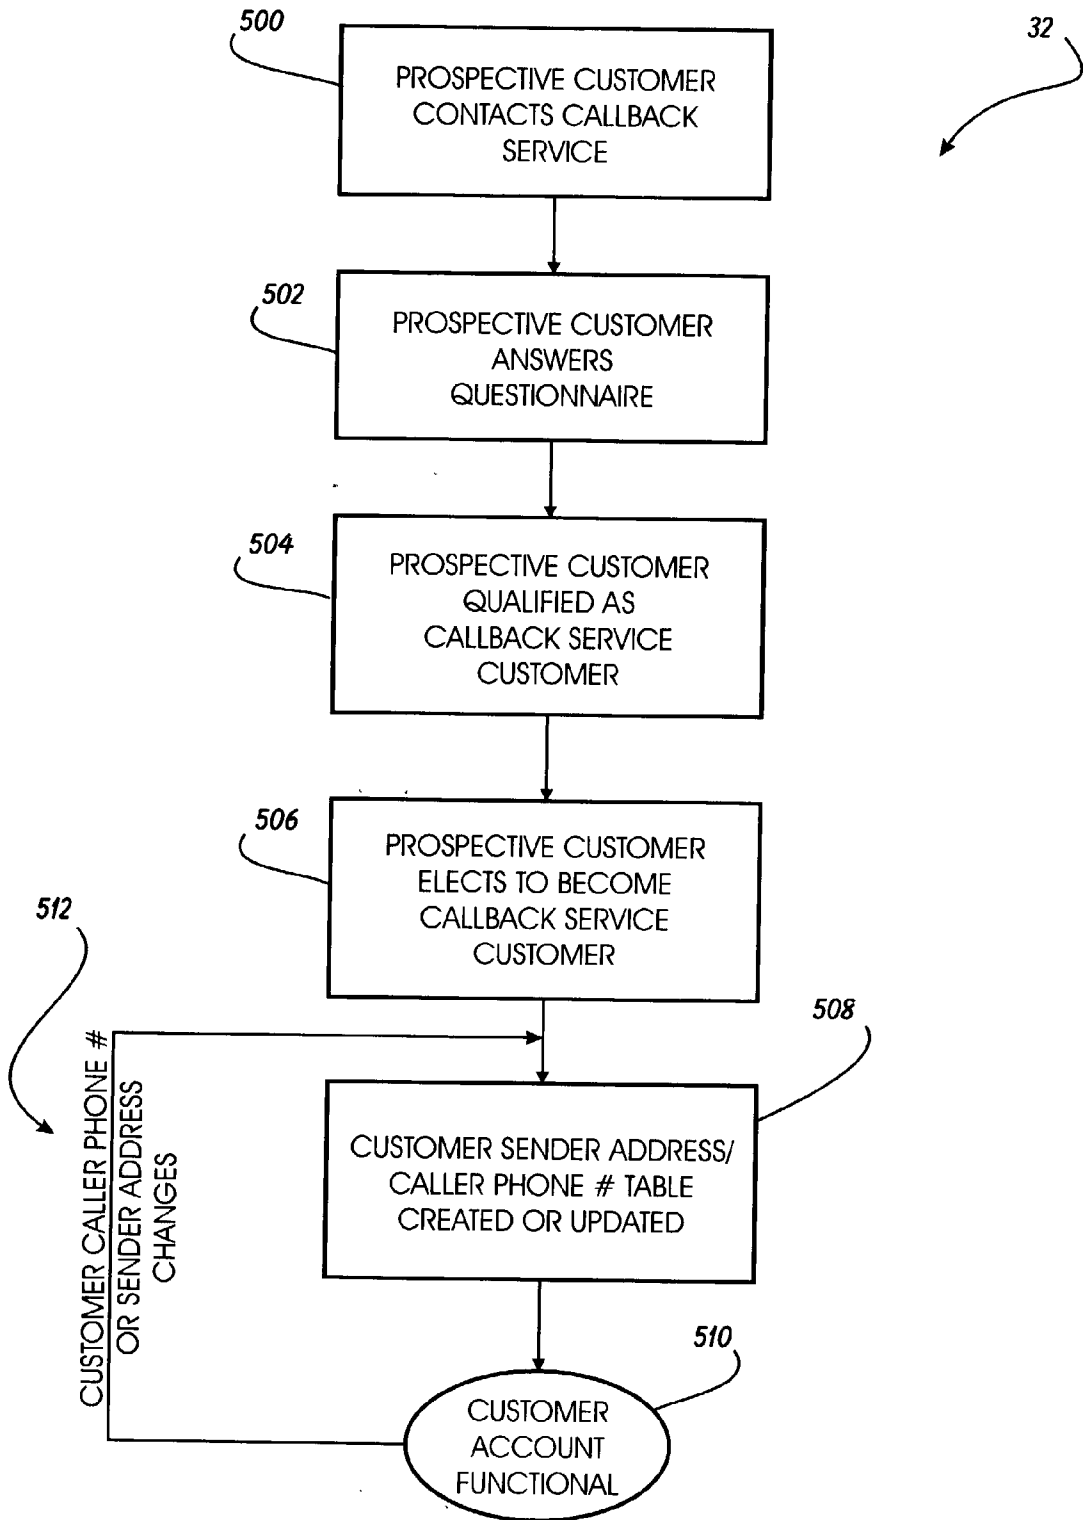 500
32
PROSPECTIVE CUSTOMER
CONTACTS CALLBACK
SERVICE
502
PROSPECTIVE CUSTOMER
ANSWERS
QUESTIONNAIRE
504
PROSPECTIVE CUSTOMER
QUALIFIED AS
CALLBACK SERVICE
CUSTOMER
506
PROSPECTIVE CUSTOMER
ELECTS TO BECOME
CALLBACK SERVICE
CUSTOMER
512
CUSTOMER CALLER PHONE #
OR SENDER ADDRESS
CHANGES
508
CUSTOMER SENDER ADDRESS/
CALLER PHONE # TABLE
CREATED OR UPDATED
510
CUSTOMER
ACCOUNT
FUNCTIONAL